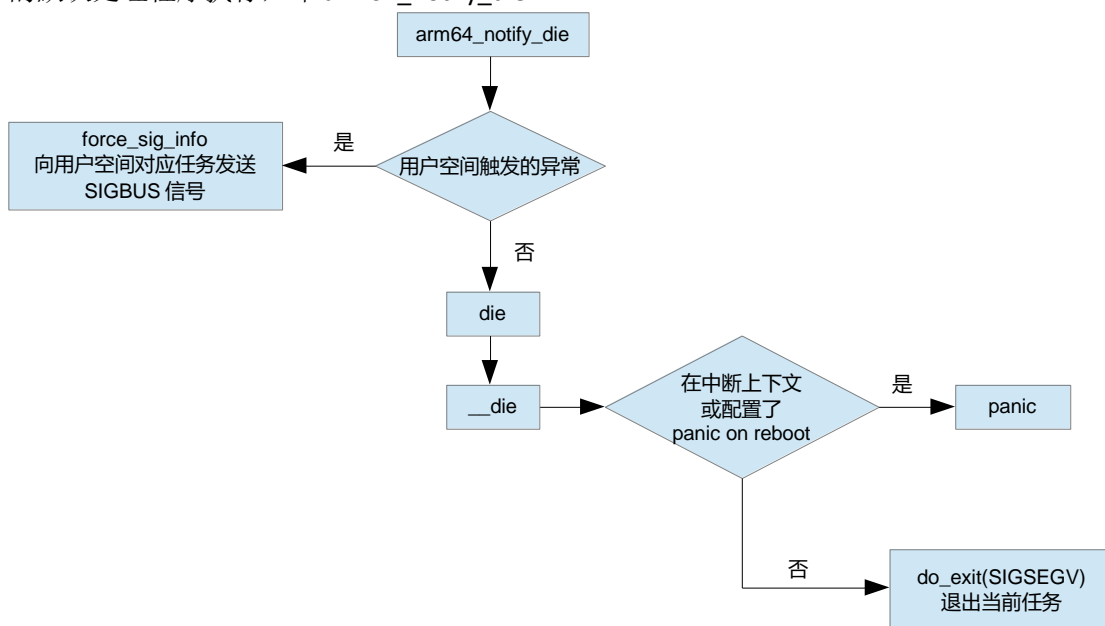 arm64_notify_die
force_sig_info
向用户空间对应任务发送
SIGBUS 信号
是
用户空间触发的异常
否
die
__die
在中断上下文
或配置了
panic on reboot
是
panic
否
do_exit(SIGSEGV)
退出当前任务